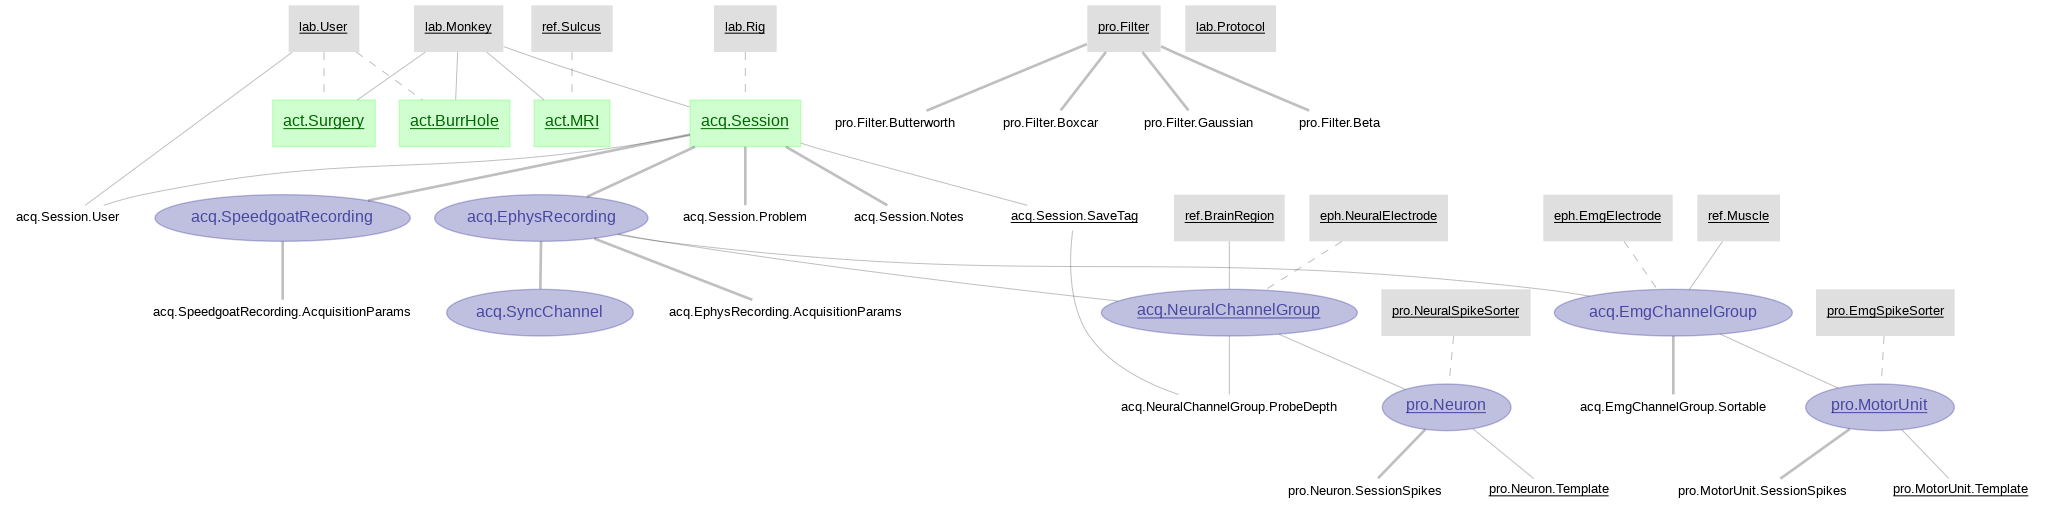 lab.User
lab.Monkey
ref.Sulcus
lab.Rig
pro.Filter
lab.Protocol
act.Surgery
act.BurrHole
act.MRI
acq.Session
pro.Filter.Butterworth
pro.Filter.Boxcar
pro.Filter.Gaussian
pro.Filter.Beta
acq.Session.User
acq.SpeedgoatRecording
acq.EphysRecording
acq.Session.Problem
acq.Session.Notes
acq.Session.SaveTag
ref.BrainRegion
eph.NeuralElectrode
eph.EmgElectrode
ref.Muscle
acq.SpeedgoatRecording.AcquisitionParams
acq.SyncChannel
acq.EphysRecording.AcquisitionParams
acq.NeuralChannelGroup
pro.NeuralSpikeSorter
acq.EmgChannelGroup
pro.EmgSpikeSorter
acq.NeuralChannelGroup.ProbeDepth
pro.Neuron
acq.EmgChannelGroup.Sortable
pro.MotorUnit
pro.Neuron.SessionSpikes
pro.Neuron.Template
pro.MotorUnit.SessionSpikes
pro.MotorUnit.Template